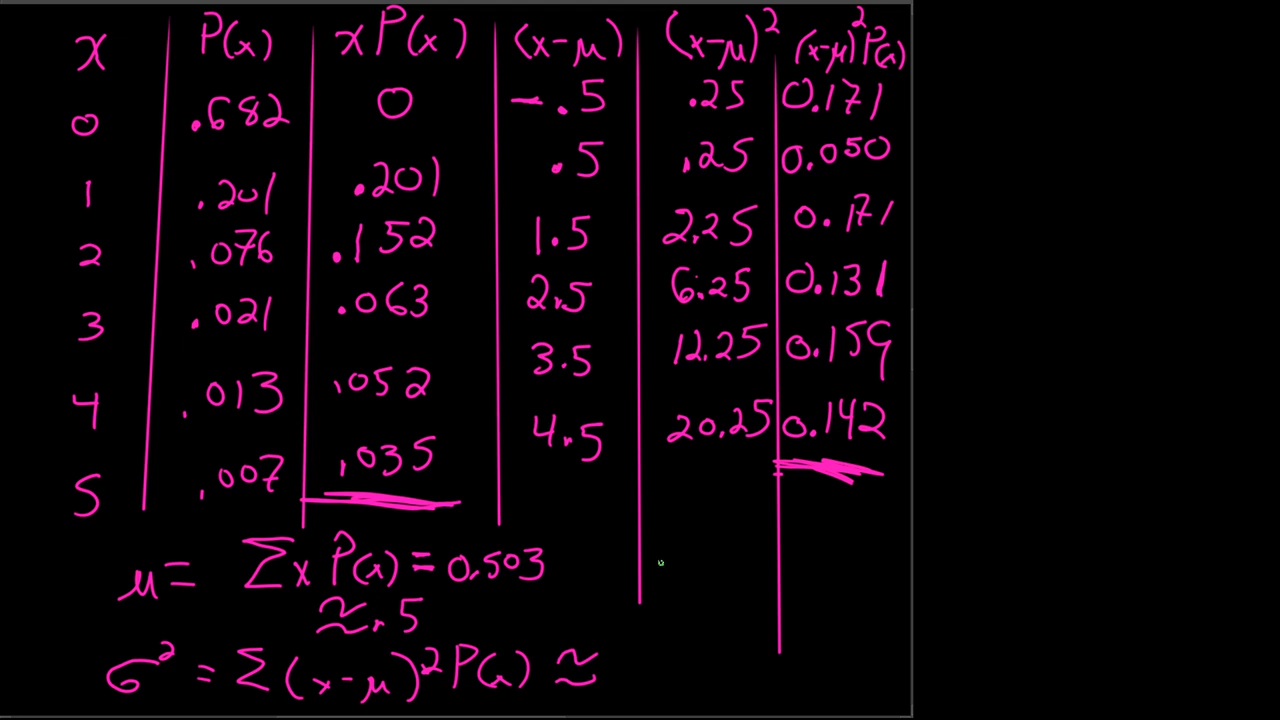 x P(x) xP(x) (x-μ) (x-μ)² (x-μ)²P(x)
0 .682 0 -.5 .25 0.171
1 .201 .201 .5 .25 0.050
2 .076 .152 1.5 2.25 0.171
3 .021 .063 2.5 6.25 0.131
4 .013 .052 3.5 12.25 0.159
5 .007 .035 4.5 20.25 0.142
μ = Σ x P(x) = 0.503
≈ .5
σ² = Σ (x-μ)² P(x) ≈